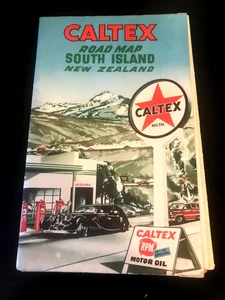 CALTEX
ROAD MAP
SOUTH ISLAND
NEW ZEALAND
CALTEX
CALTEX
RPM
MOTOR OIL